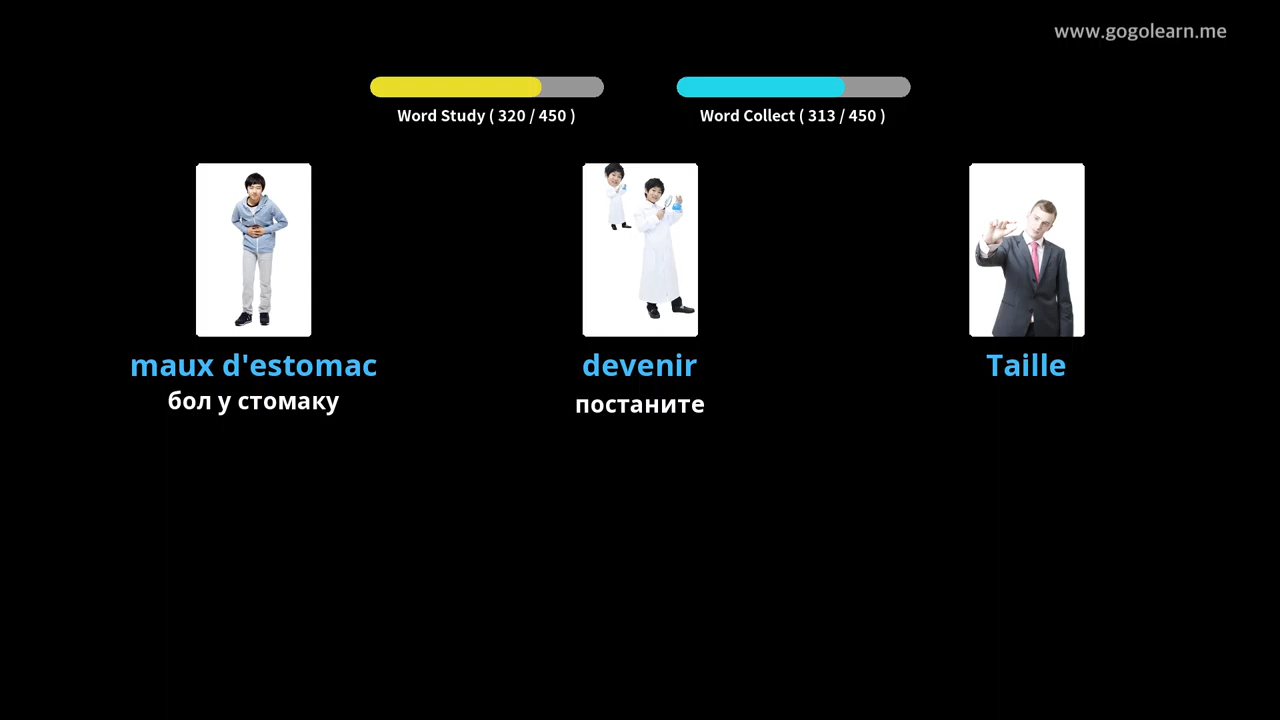 www.gogolearn.me
Word Study ( 320 / 450 )
Word Collect ( 313 / 450 )
maux d'estomac
бол у стомаку
devenir
постаните
Taille